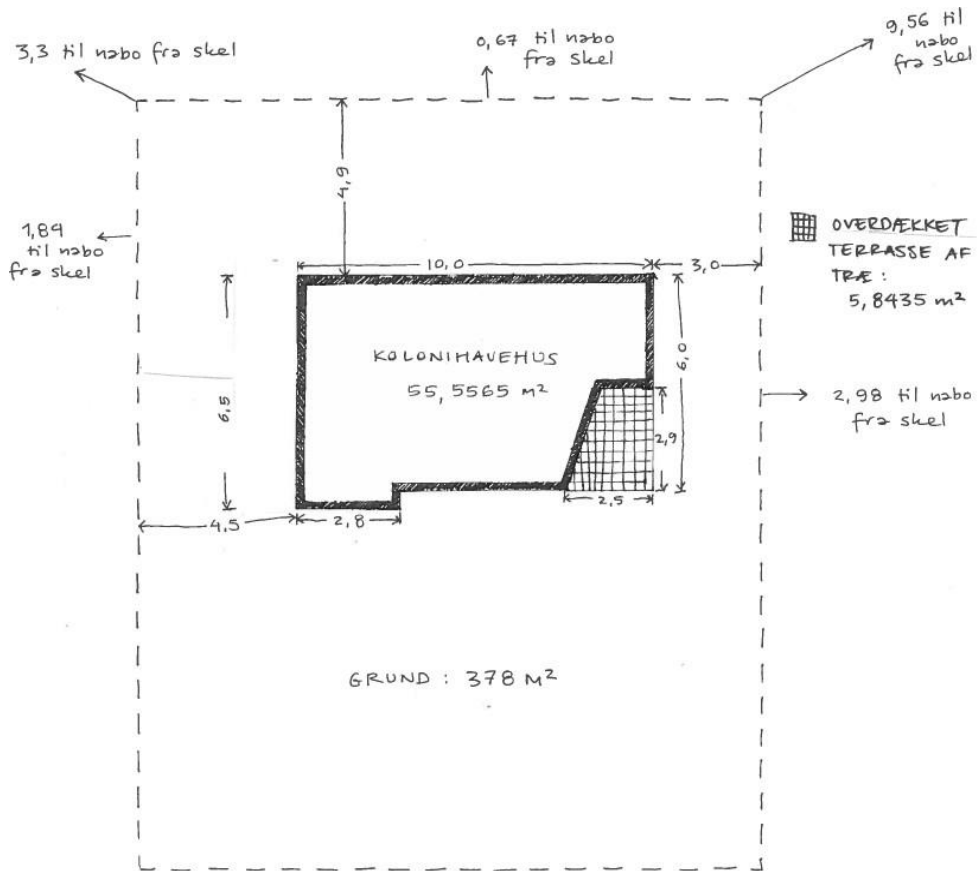 3,3 til nabo fra skel
0,67 til nabo
fra skel
9,56 til
nabo
fra skel
4,9
1,84
til nabo
fra skel
OVERDÆKKET
TERRASSE AF
TRÆ :
5,8435 m²
10,0
3,0
KOLONIHAVEHUS
55,5565 m²
6,0
6,5
2,9
2,98 til nabo
fra skel
2,5
4,5
2,8
GRUND : 378 M²